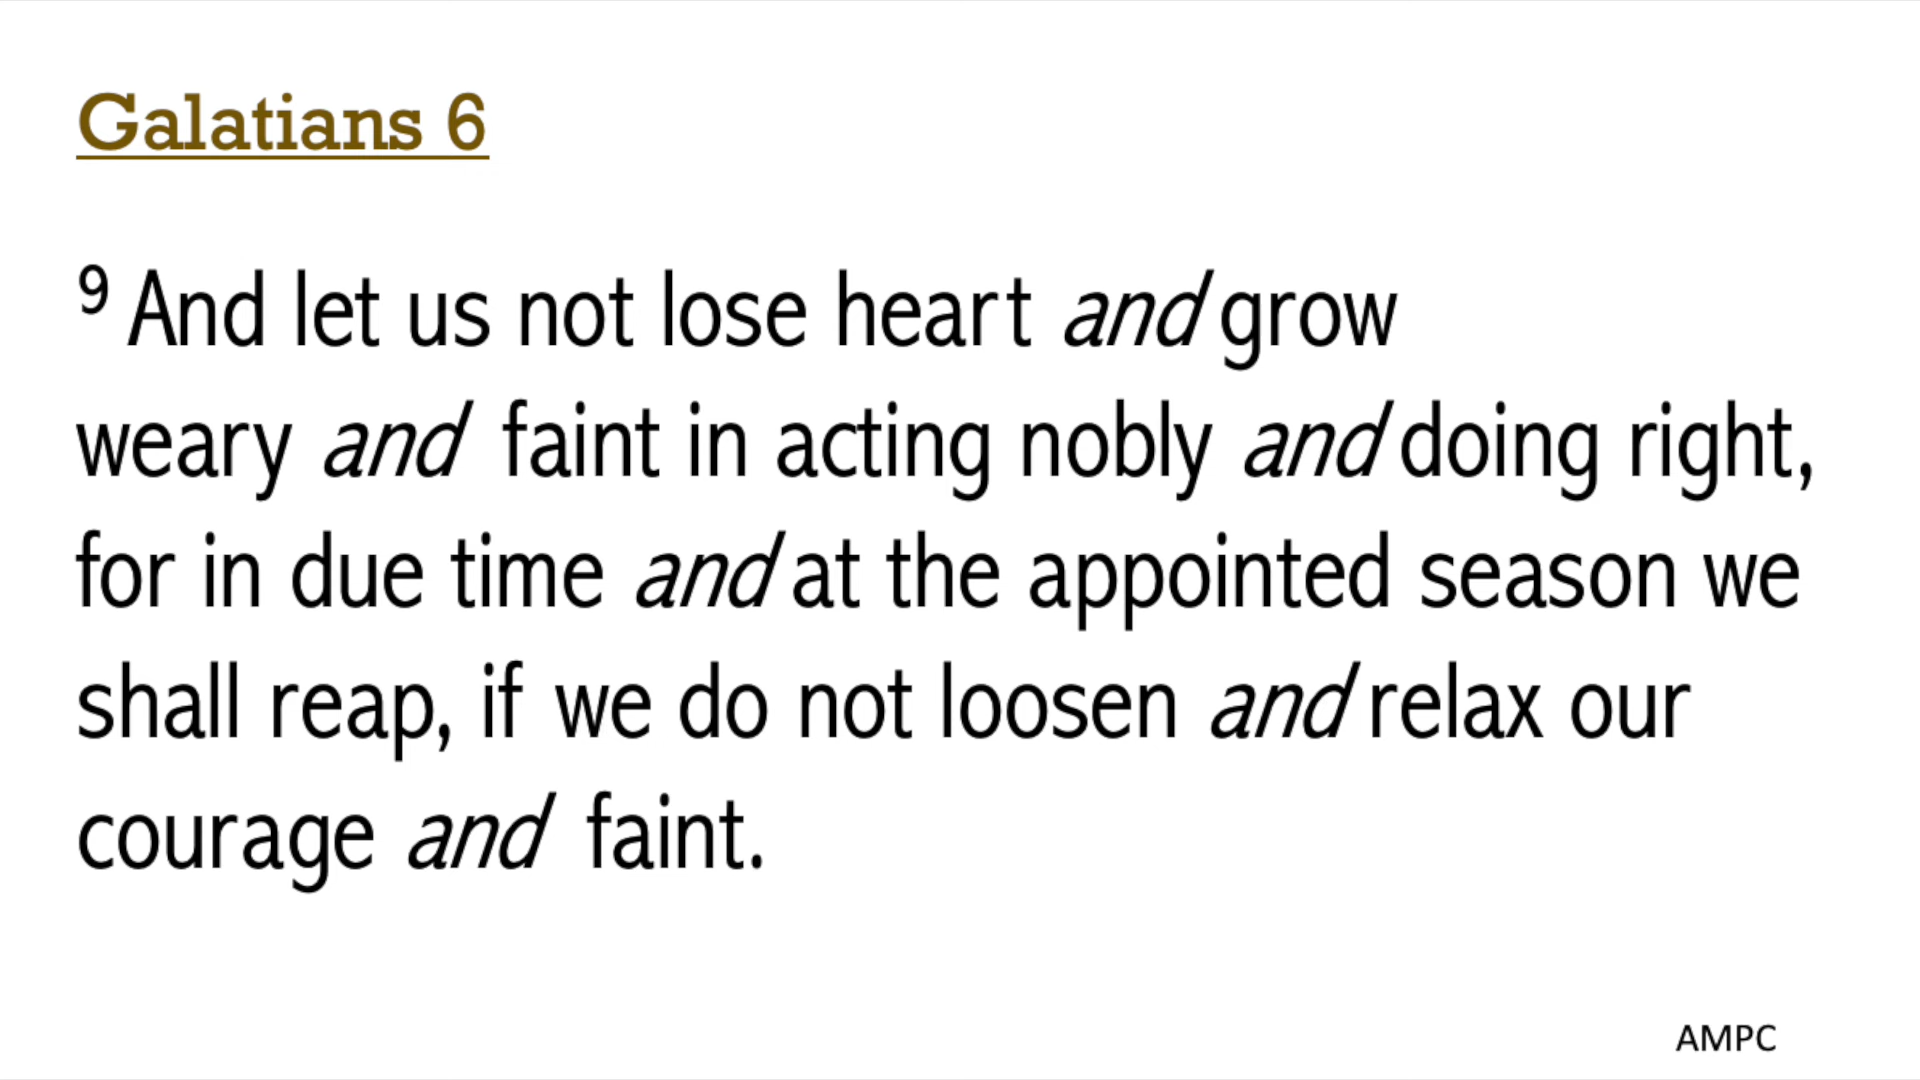 Galatians 6
9 And let us not lose heart and grow
weary and faint in acting nobly and doing right,
for in due time and at the appointed season we
shall reap, if we do not loosen and relax our
courage and faint.
AMPC